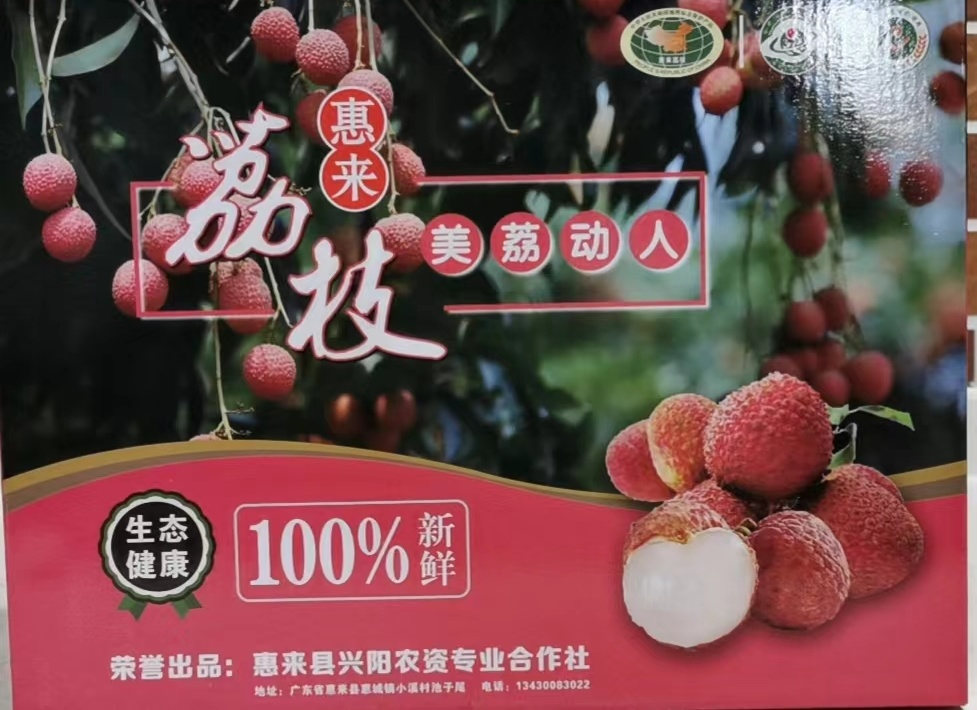 惠来
荔枝
美荔动人
生态
健康
100%新鲜
荣誉出品：惠来县兴阳农资专业合作社
地址：广东省惠来县惠城镇小溪村池子尾 电话：13430083022